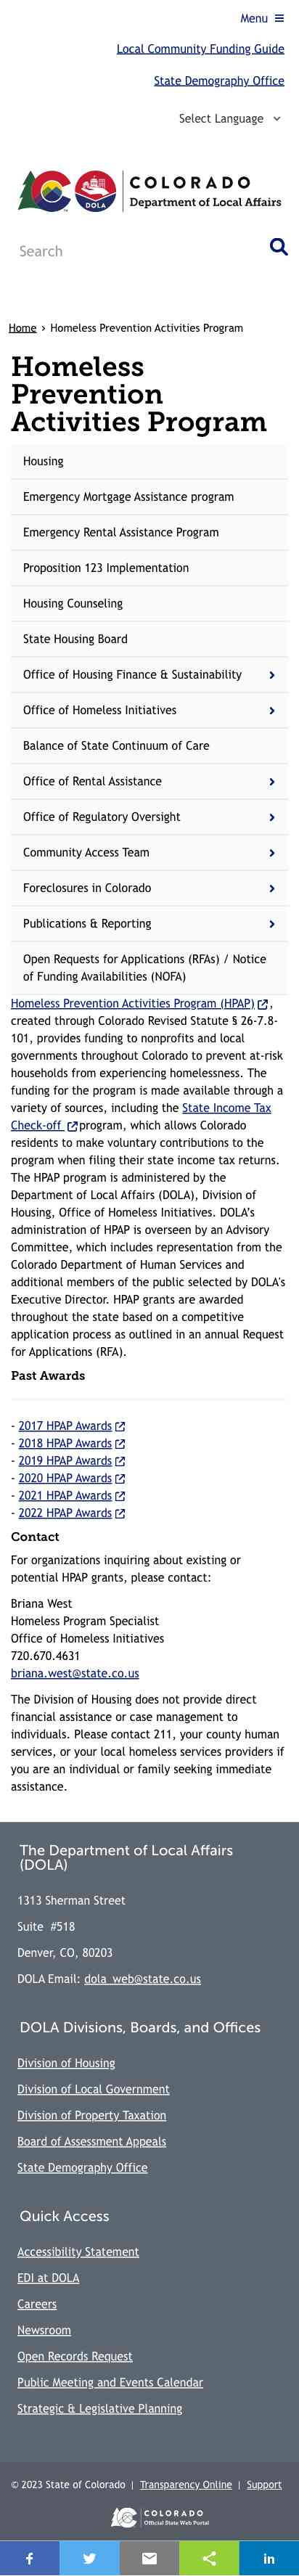 Menu
Local Community Funding Guide
State Demography Office
Select Language
COLORADO
Department of Local Affairs
DOLA
Search
Home › Homeless Prevention Activities Program
Homeless
Prevention
Activities Program
Housing
Emergency Mortgage Assistance program
Emergency Rental Assistance Program
Proposition 123 Implementation
Housing Counseling
State Housing Board
Office of Housing Finance & Sustainability
Office of Homeless Initiatives
Balance of State Continuum of Care
Office of Rental Assistance
Office of Regulatory Oversight
Community Access Team
Foreclosures in Colorado
Publications & Reporting
Open Requests for Applications (RFAs) / Notice
of Funding Availabilities (NOFA)
Homeless Prevention Activities Program (HPAP) ,
created through Colorado Revised Statute § 26-7.8-
101, provides funding to nonprofits and local
governments throughout Colorado to prevent at-risk
households from experiencing homelessness. The
funding for the program is made available through a
variety of sources, including the State Income Tax
Check-off program, which allows Colorado
residents to make voluntary contributions to the
program when filing their state income tax returns.
The HPAP program is administered by the
Department of Local Affairs (DOLA), Division of
Housing, Office of Homeless Initiatives. DOLA’s
administration of HPAP is overseen by an Advisory
Committee, which includes representation from the
Colorado Department of Human Services and
additional members of the public selected by DOLA's
Executive Director. HPAP grants are awarded
throughout the state based on a competitive
application process as outlined in an annual Request
for Applications (RFA).
Past Awards
- 2017 HPAP Awards
- 2018 HPAP Awards
- 2019 HPAP Awards
- 2020 HPAP Awards
- 2021 HPAP Awards
- 2022 HPAP Awards
Contact
For organizations inquiring about existing or
potential HPAP grants, please contact:
Briana West
Homeless Program Specialist
Office of Homeless Initiatives
720.670.4631
briana.west@state.co.us
The Division of Housing does not provide direct
financial assistance or case management to
individuals. Please contact 211, your county human
services, or your local homeless services providers if
you are an individual or family seeking immediate
assistance.
The Department of Local Affairs
(DOLA)
1313 Sherman Street
Suite #518
Denver, CO, 80203
DOLA Email: dola_web@state.co.us
DOLA Divisions, Boards, and Offices
Division of Housing
Division of Local Government
Division of Property Taxation
Board of Assessment Appeals
State Demography Office
Quick Access
Accessibility Statement
EDI at DOLA
Careers
Newsroom
Open Records Request
Public Meeting and Events Calendar
Strategic & Legislative Planning
© 2023 State of Colorado | Transparency Online | Support
COLORADO
Official State Web Portal